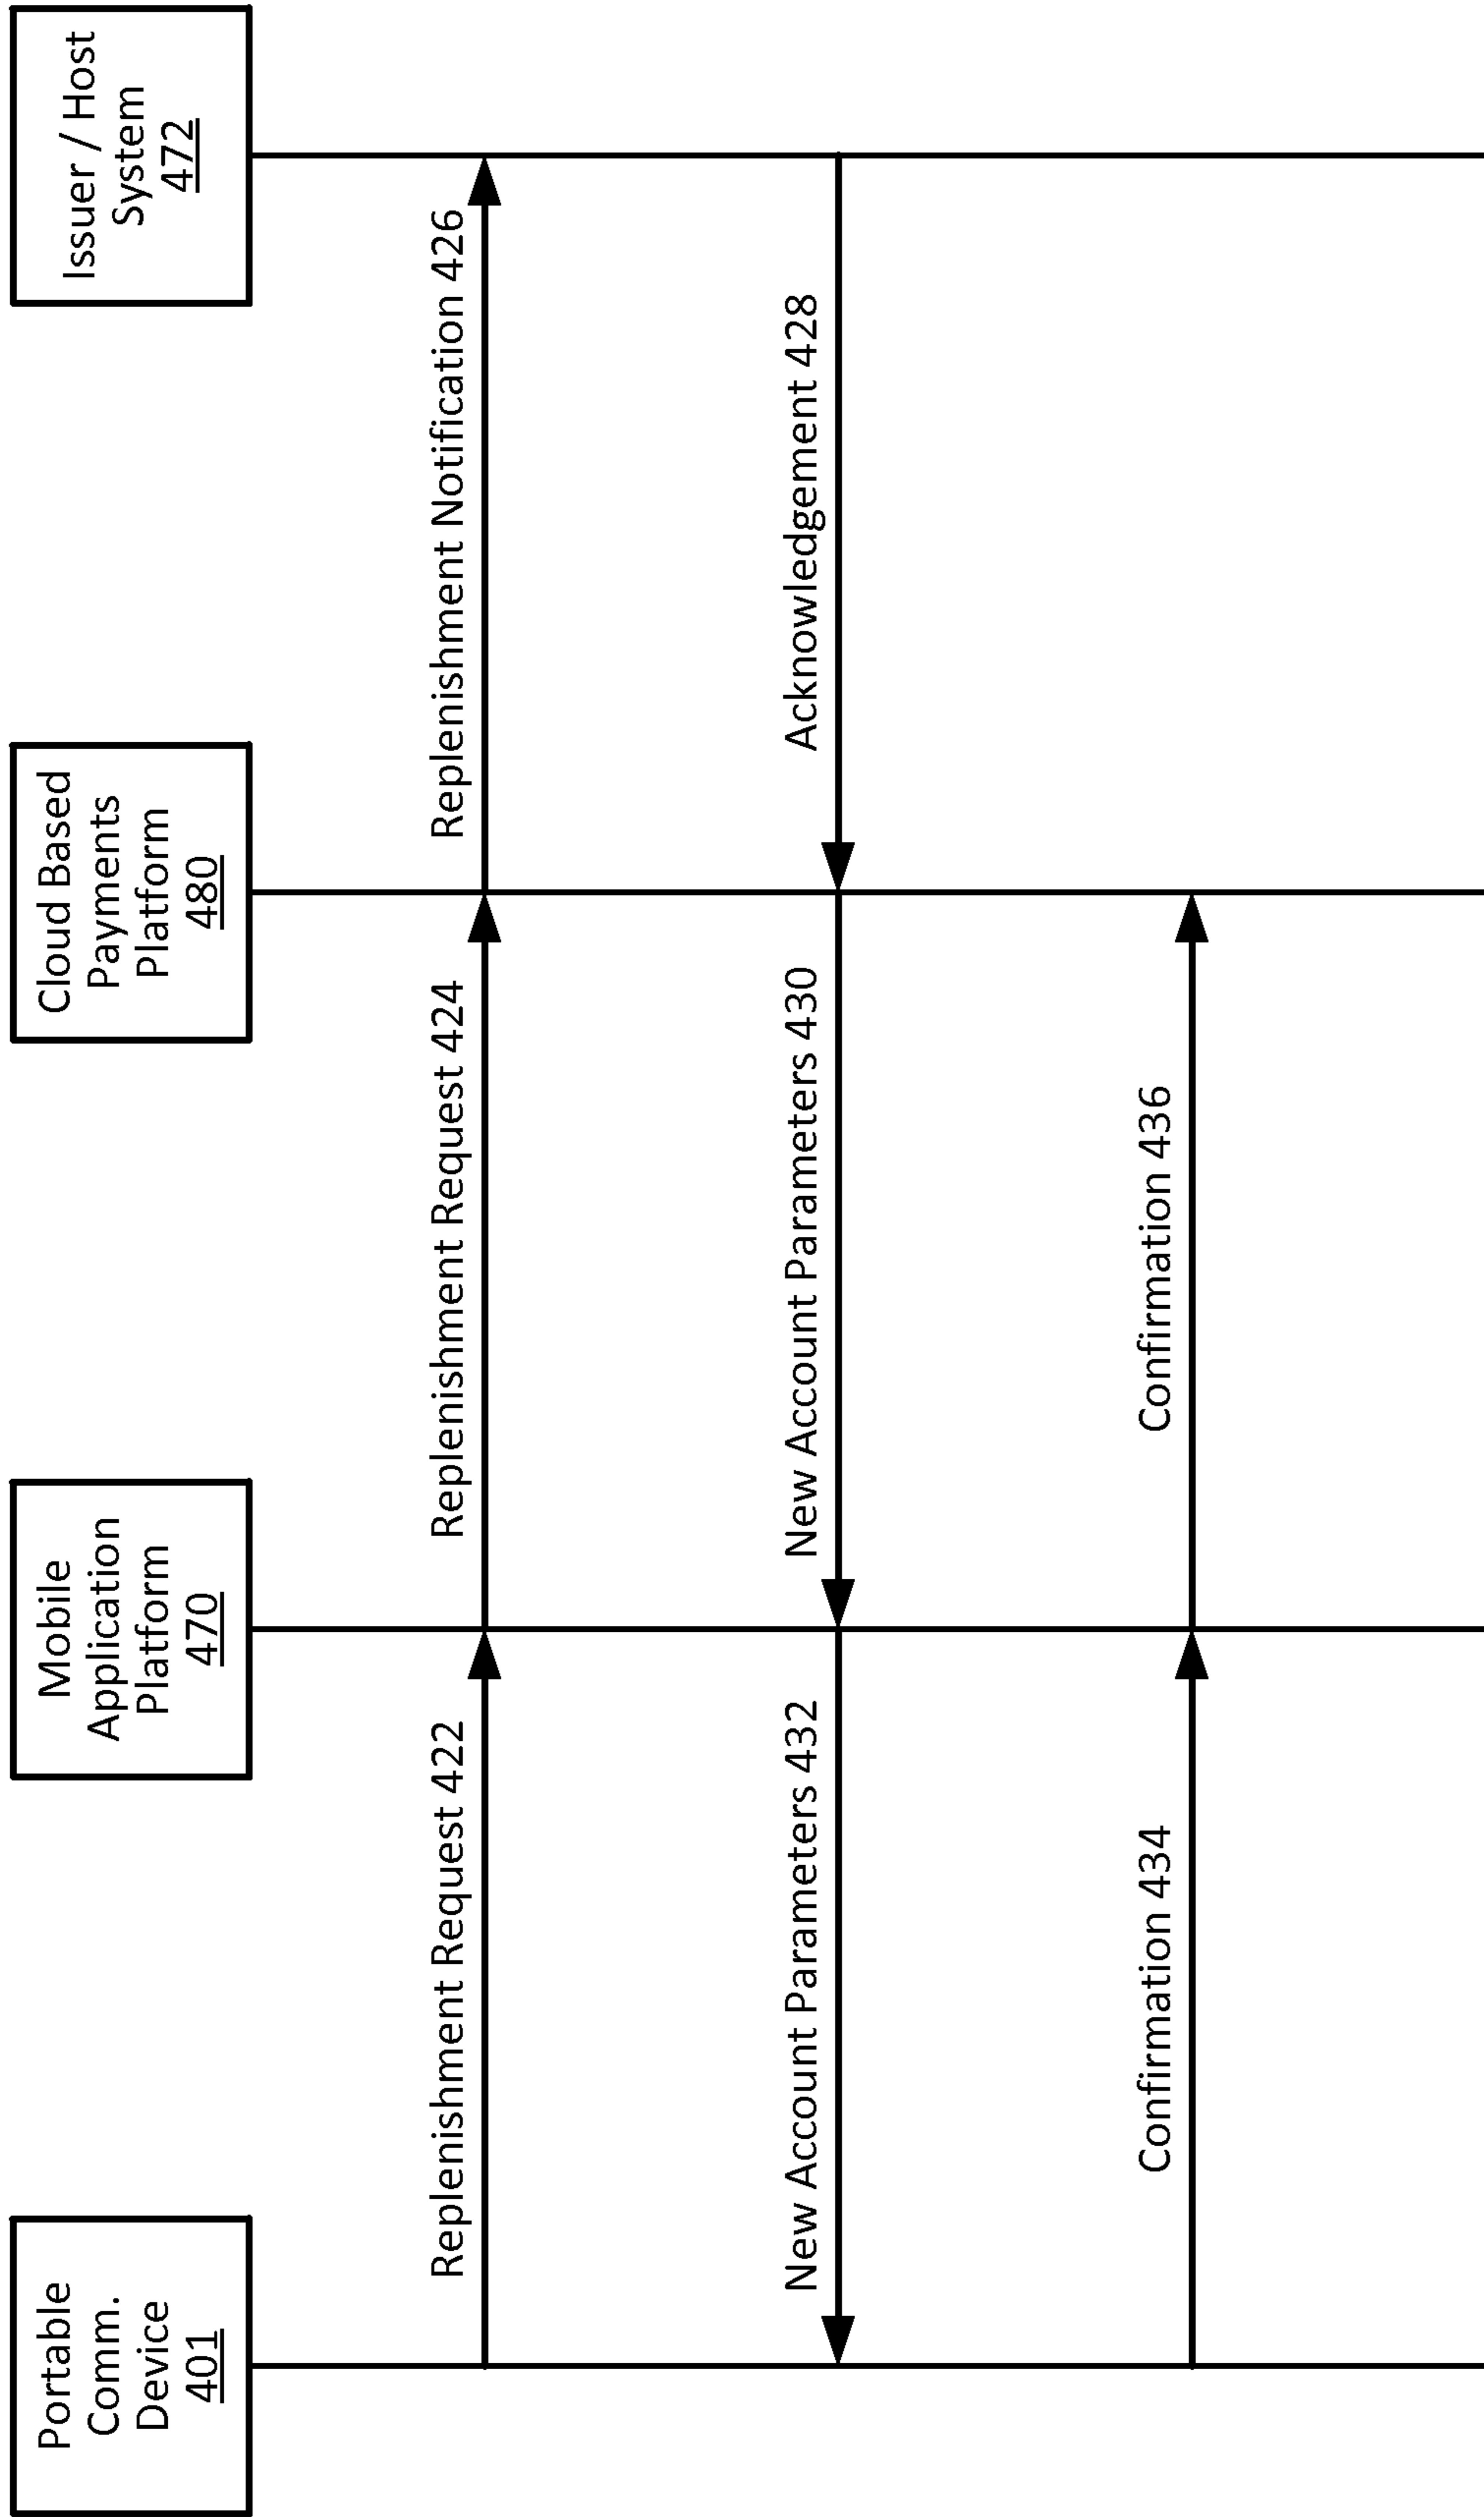 Portable
Comm.
Device
401
Mobile
Application
Platform
470
Cloud Based
Payments
Platform
480
Issuer / Host
System
472
Replenishment Request 422
Replenishment Request 424
Replenishment Notification 426
New Account Parameters 432
New Account Parameters 430
Acknowledgement 428
Confirmation 434
Confirmation 436